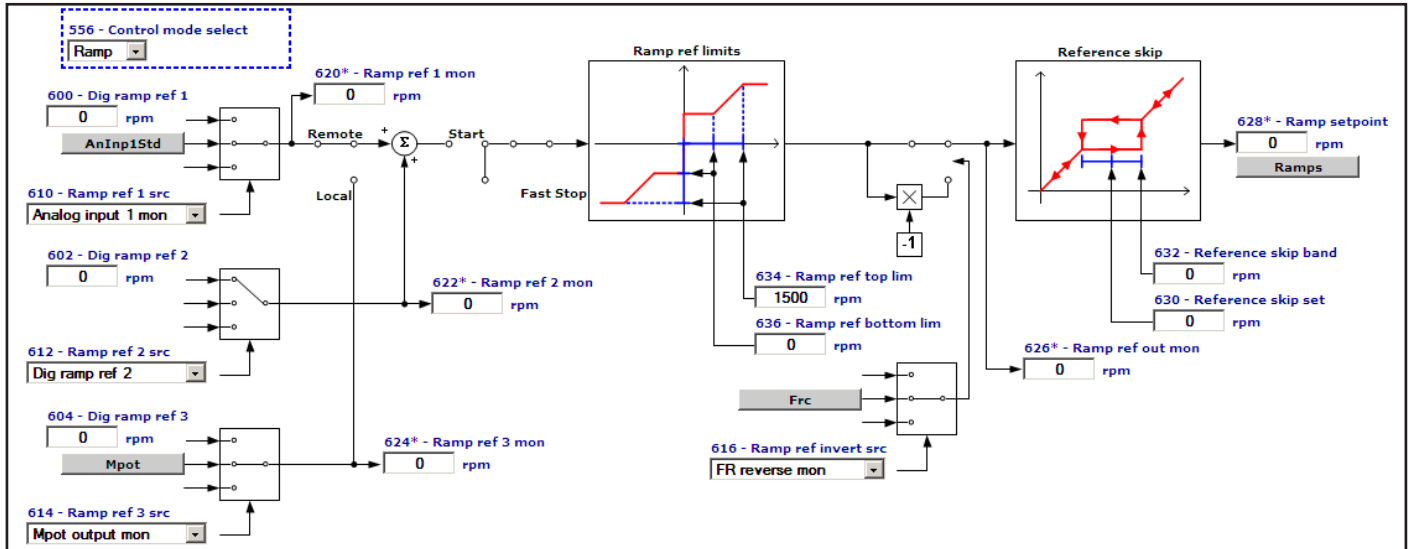 556 - Control mode select
Ramp
620* - Ramp ref 1 mon
0 rpm
600 - Dig ramp ref 1
0 rpm
AnInp1Std
610 - Ramp ref 1 src
Analog input 1 mon
Remote
Local
+
Σ
+
Start
Fast Stop
Ramp ref limits
Reference skip
628* - Ramp setpoint
0 rpm
Ramps
×
-1
602 - Dig ramp ref 2
0 rpm
622* - Ramp ref 2 mon
0 rpm
612 - Ramp ref 2 src
Dig ramp ref 2
634 - Ramp ref top lim
1500 rpm
636 - Ramp ref bottom lim
0 rpm
632 - Reference skip band
0 rpm
630 - Reference skip set
0 rpm
626* - Ramp ref out mon
0 rpm
604 - Dig ramp ref 3
0 rpm
Mpot
624* - Ramp ref 3 mon
0 rpm
614 - Ramp ref 3 src
Mpot output mon
Frc
616 - Ramp ref invert src
FR reverse mon